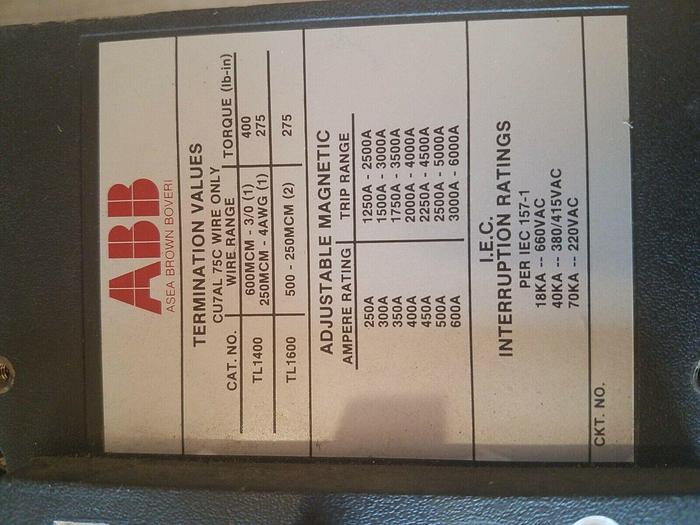 ABB
ASEA BROWN BOVERI
TERMINATION VALUES
CU7AL 75C WIRE ONLY
CAT. NO. WIRE RANGE TORQUE (lb-in)
TL1400 600MCM - 3/0 (1) 400
250MCM - 4AWG (1) 275
TL1600 500 - 250MCM (2) 275
ADJUSTABLE MAGNETIC
AMPERE RATING TRIP RANGE
250A 1250A - 2500A
300A 1500A - 3000A
350A 1750A - 3500A
400A 2000A - 4000A
450A 2250A - 4500A
500A 2500A - 5000A
600A 3000A - 6000A
I.E.C.
INTERRUPTION RATINGS
PER IEC 157-1
18KA -- 660VAC
40KA -- 380/415VAC
70KA -- 220VAC
CKT. NO.